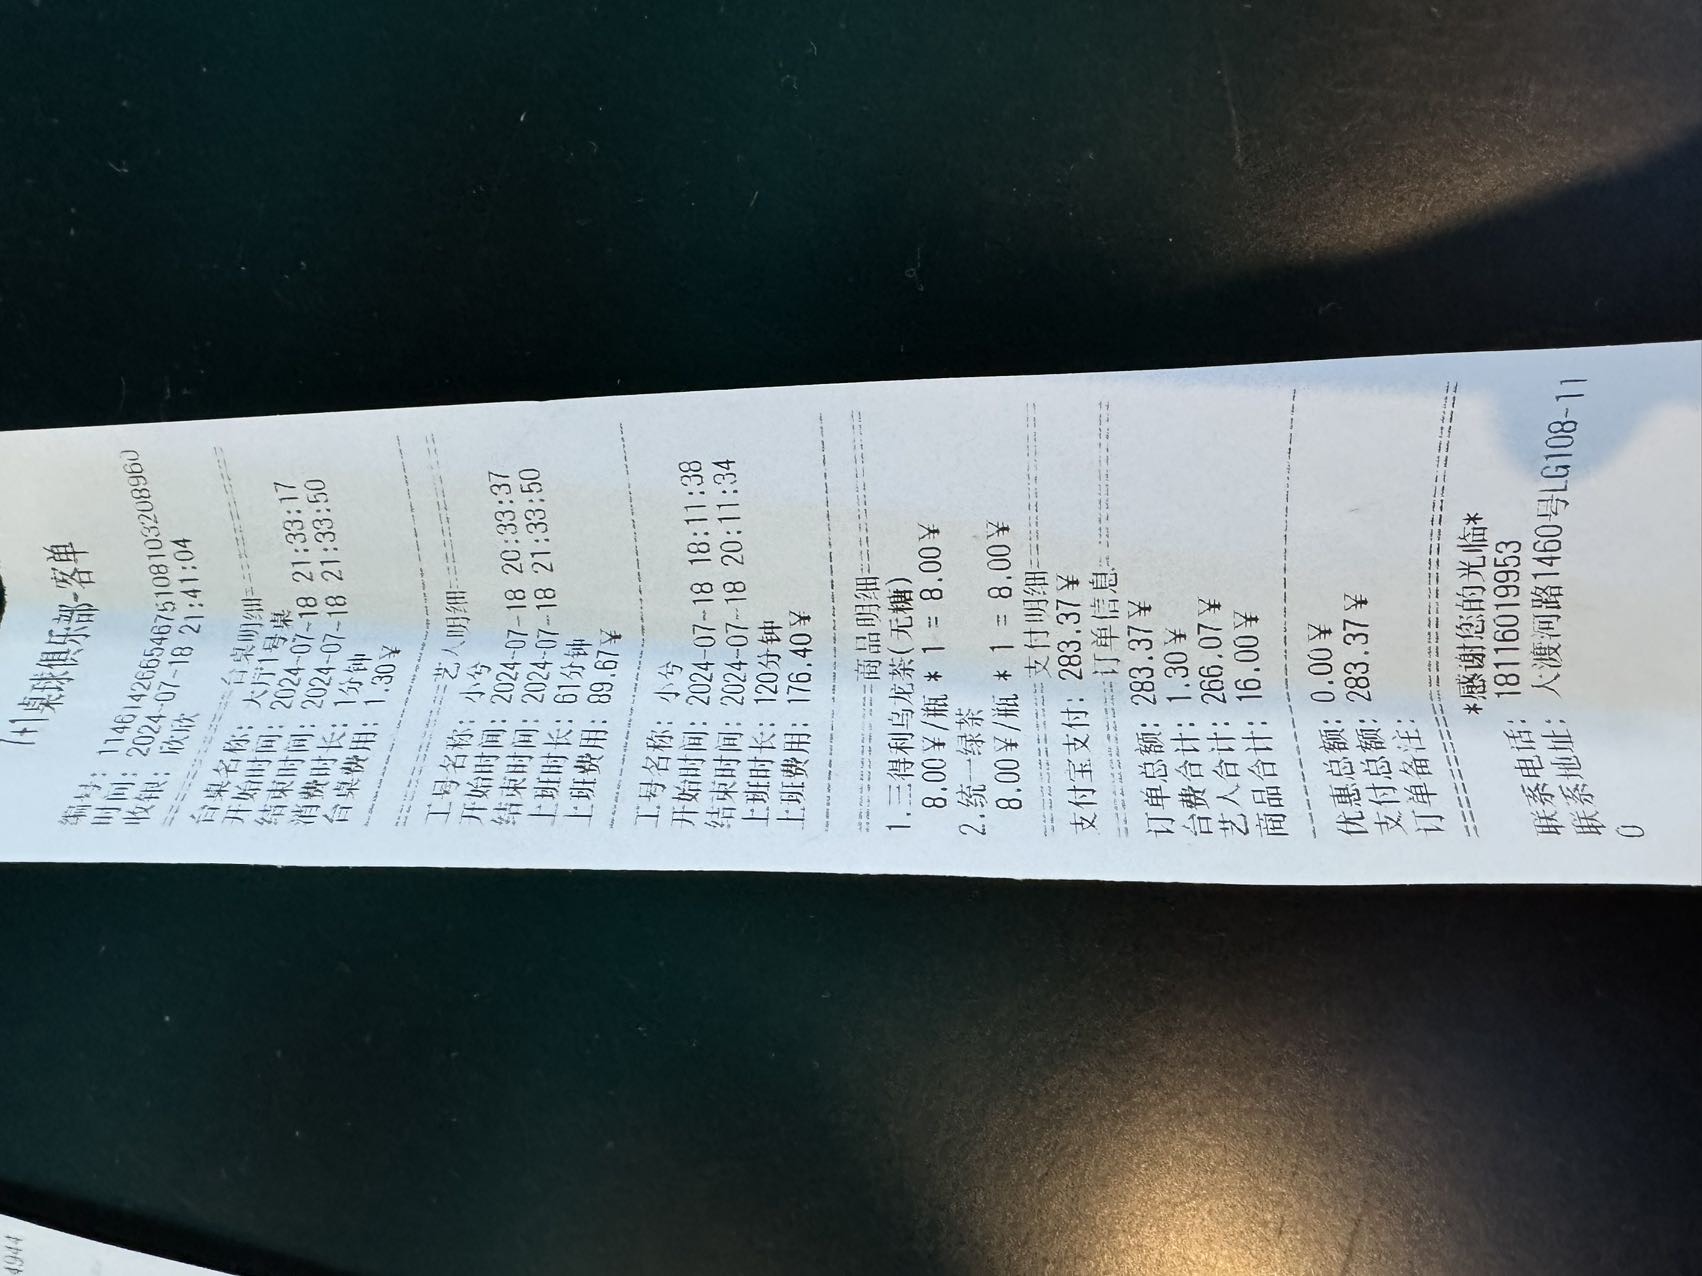 7+1桌球俱乐部-客单
编号: 1146142665467510810320896​0
时间: 2024-07-18 21:41:04
收银: 欣欣
台桌明细
台桌名称: 大厅1号桌
开始时间: 2024-07-18 21:33:17
结束时间: 2024-07-18 21:33:50
消费时长: 1分钟
台桌费用: 1.30¥
艺人明细
工号名称: 小兮
开始时间: 2024-07-18 20:33:37
结束时间: 2024-07-18 21:33:50
上班时长: 61分钟
上班费用: 89.67¥
工号名称: 小兮
开始时间: 2024-07-18 18:11:38
结束时间: 2024-07-18 20:11:34
上班时长: 120分钟
上班费用: 176.40¥
商品明细
1.三得利乌龙茶(无糖)
8.00¥/瓶 * 1 = 8.00¥
2.统一绿茶
8.00¥/瓶 * 1 = 8.00¥
支付明细
支付宝支付: 283.37¥
订单信息
订单总额: 283.37¥
台费合计: 1.30¥
艺人合计: 266.07¥
商品合计: 16.00¥
优惠总额: 0.00¥
支付总额: 283.37¥
订单备注:
*感谢您的光临*
联系电话: 18116019953
联系地址: 大渡河路1460号LG108-11
0
4944